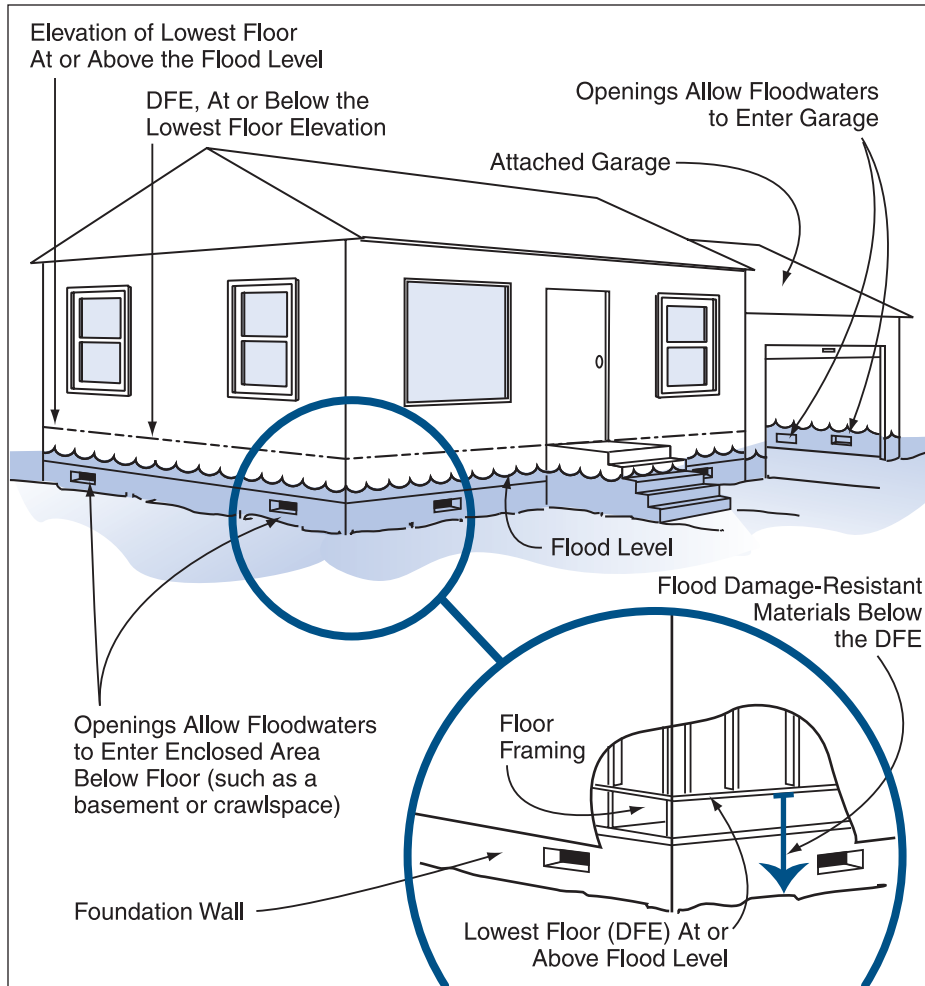 Elevation of Lowest Floor
At or Above the Flood Level
DFE, At or Below the
Lowest Floor Elevation
Openings Allow Floodwaters
to Enter Garage
Attached Garage
Flood Level
Flood Damage-Resistant
Materials Below
the DFE
Openings Allow Floodwaters
to Enter Enclosed Area
Below Floor (such as a
basement or crawlspace)
Floor
Framing
Foundation Wall
Lowest Floor (DFE) At or
Above Flood Level